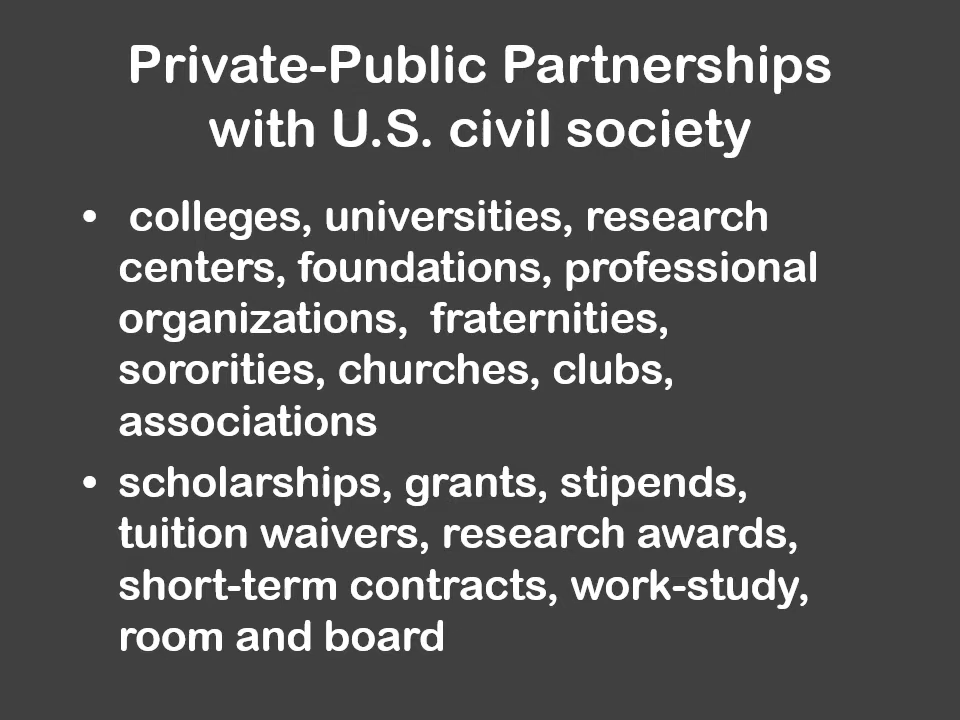 Private-Public Partnerships
with U.S. civil society
• colleges, universities, research
centers, foundations, professional
organizations,  fraternities,
sororities, churches, clubs,
associations
• scholarships, grants, stipends,
tuition waivers, research awards,
short-term contracts, work-study,
room and board